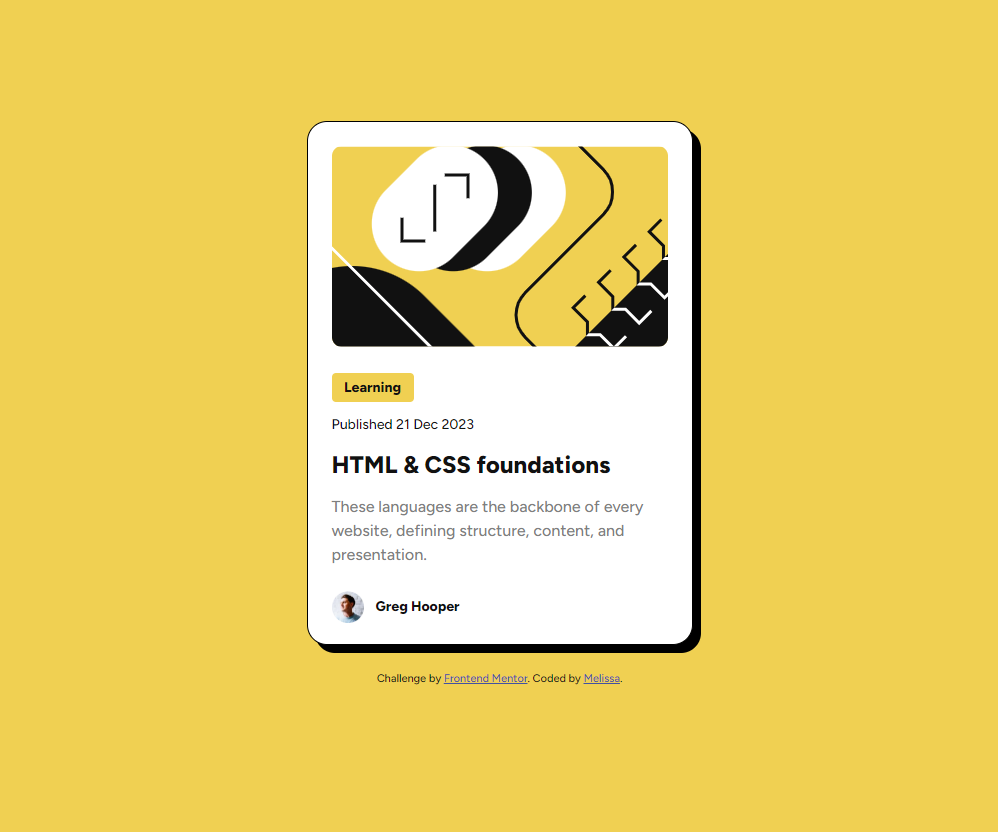 Learning
Published 21 Dec 2023
HTML & CSS foundations
These languages are the backbone of every
website, defining structure, content, and
presentation.
Greg Hooper
Challenge by Frontend Mentor. Coded by Melissa.